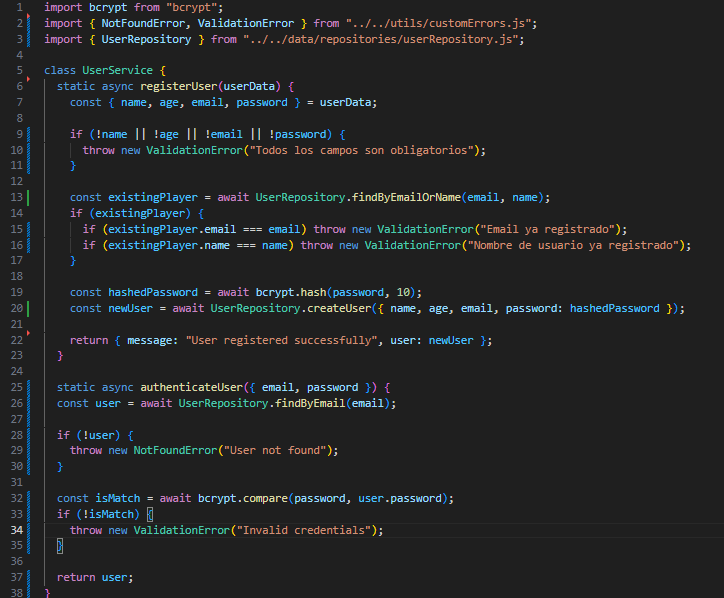 1 import bcrypt from "bcrypt";
2 import { NotFoundError, ValidationError } from "../../utils/customErrors.js";
3 import { UserRepository } from "../../data/repositories/userRepository.js";
4
5 class UserService {
6   static async registerUser(userData) {
7     const { name, age, email, password } = userData;
8
9     if (!name || !age || !email || !password) {
10       throw new ValidationError("Todos los campos son obligatorios");
11     }
12
13     const existingPlayer = await UserRepository.findByEmailOrName(email, name);
14     if (existingPlayer) {
15       if (existingPlayer.email === email) throw new ValidationError("Email ya registrado");
16       if (existingPlayer.name === name) throw new ValidationError("Nombre de usuario ya registrado");
17     }
18
19     const hashedPassword = await bcrypt.hash(password, 10);
20     const newUser = await UserRepository.createUser({ name, age, email, password: hashedPassword });
21
22     return { message: "User registered successfully", user: newUser };
23   }
24
25   static async authenticateUser({ email, password }) {
26   const user = await UserRepository.findByEmail(email);
27
28   if (!user) {
29     throw new NotFoundError("User not found");
30   }
31
32   const isMatch = await bcrypt.compare(password, user.password);
33   if (!isMatch) {
34     throw new ValidationError("Invalid credentials");
35   }
36
37   return user;
38 }